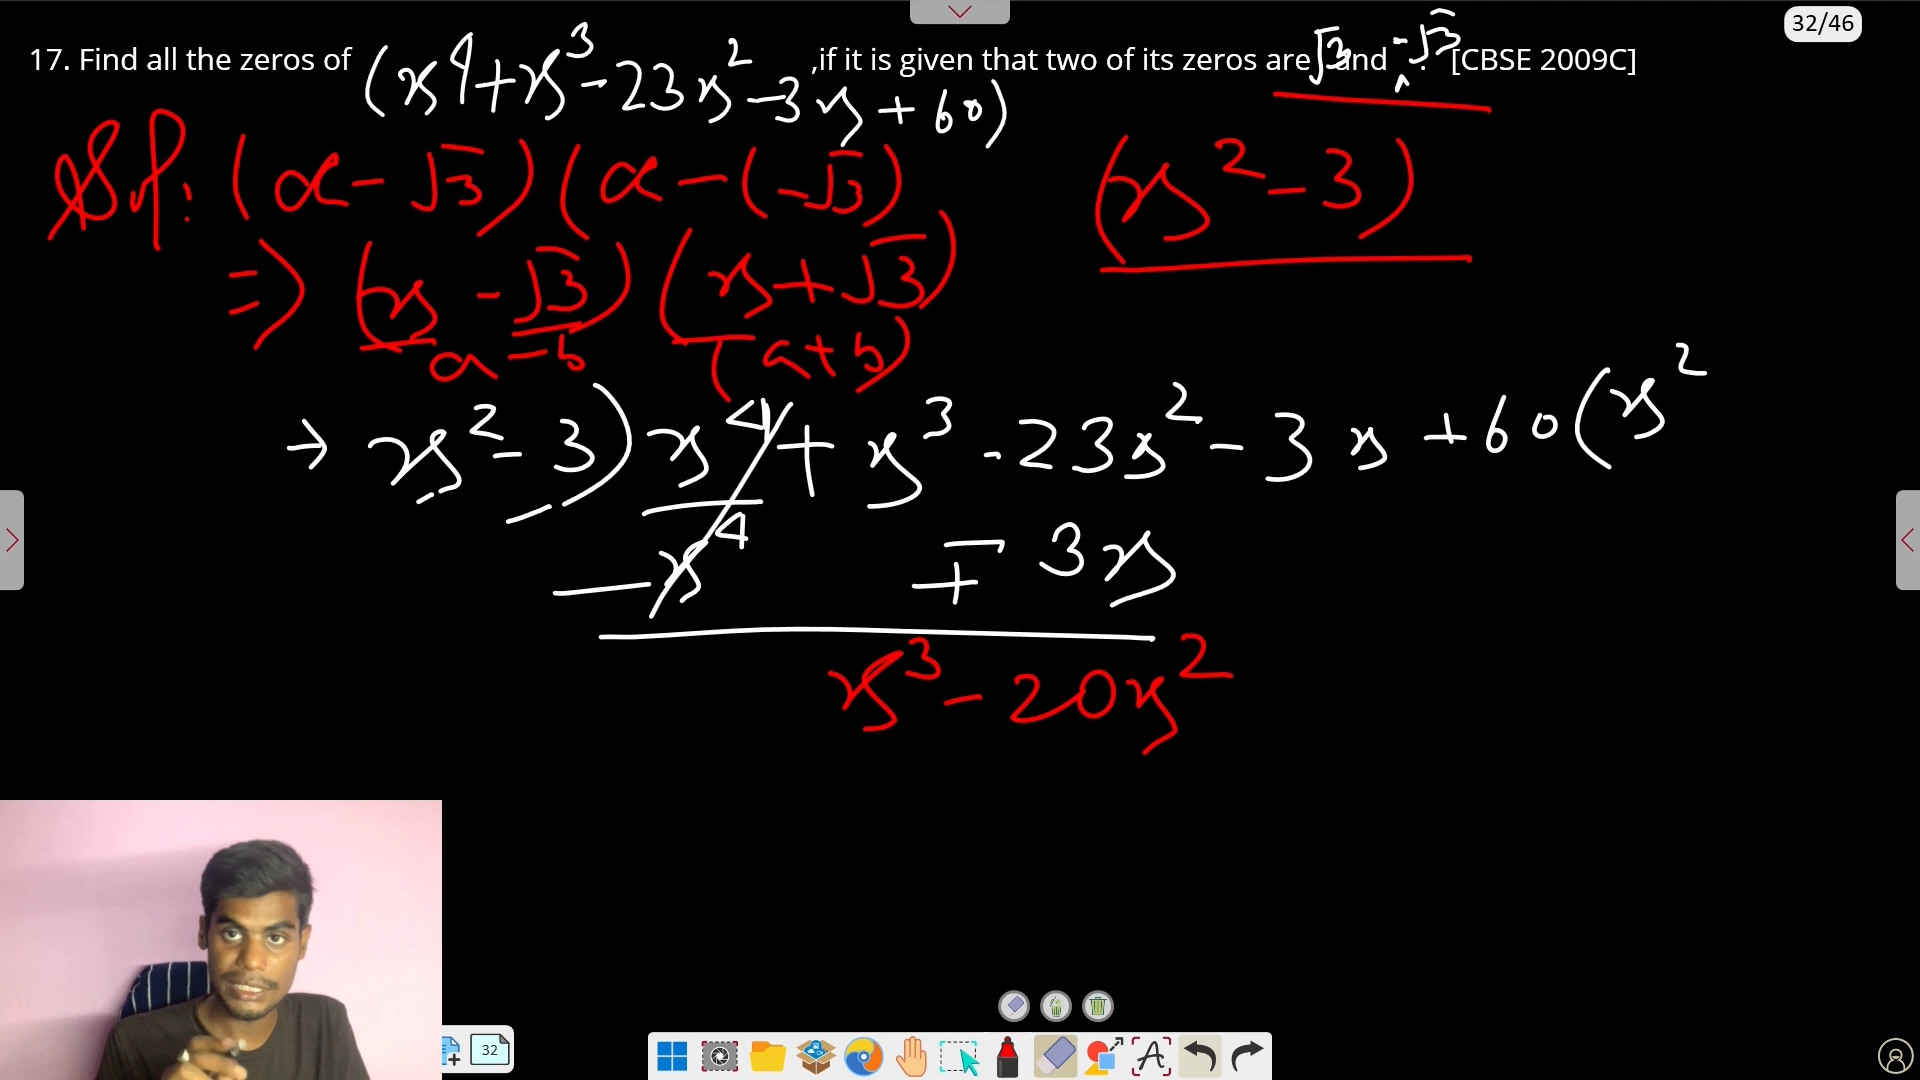 32/46
17. Find all the zeros of (x⁴+x³-23x²-3x+60) ,if it is given that two of its zeros are √3 and -√3. [CBSE 2009C]
Sol: (α-√3)(α-(-√3) (x²-3)
⇒ (x-√3)(x+√3)
a-b (a+b)
→ x²-3)x⁴+x³-23x²-3x+60(x²
-x⁴ ∓3x
x³-20x²
32